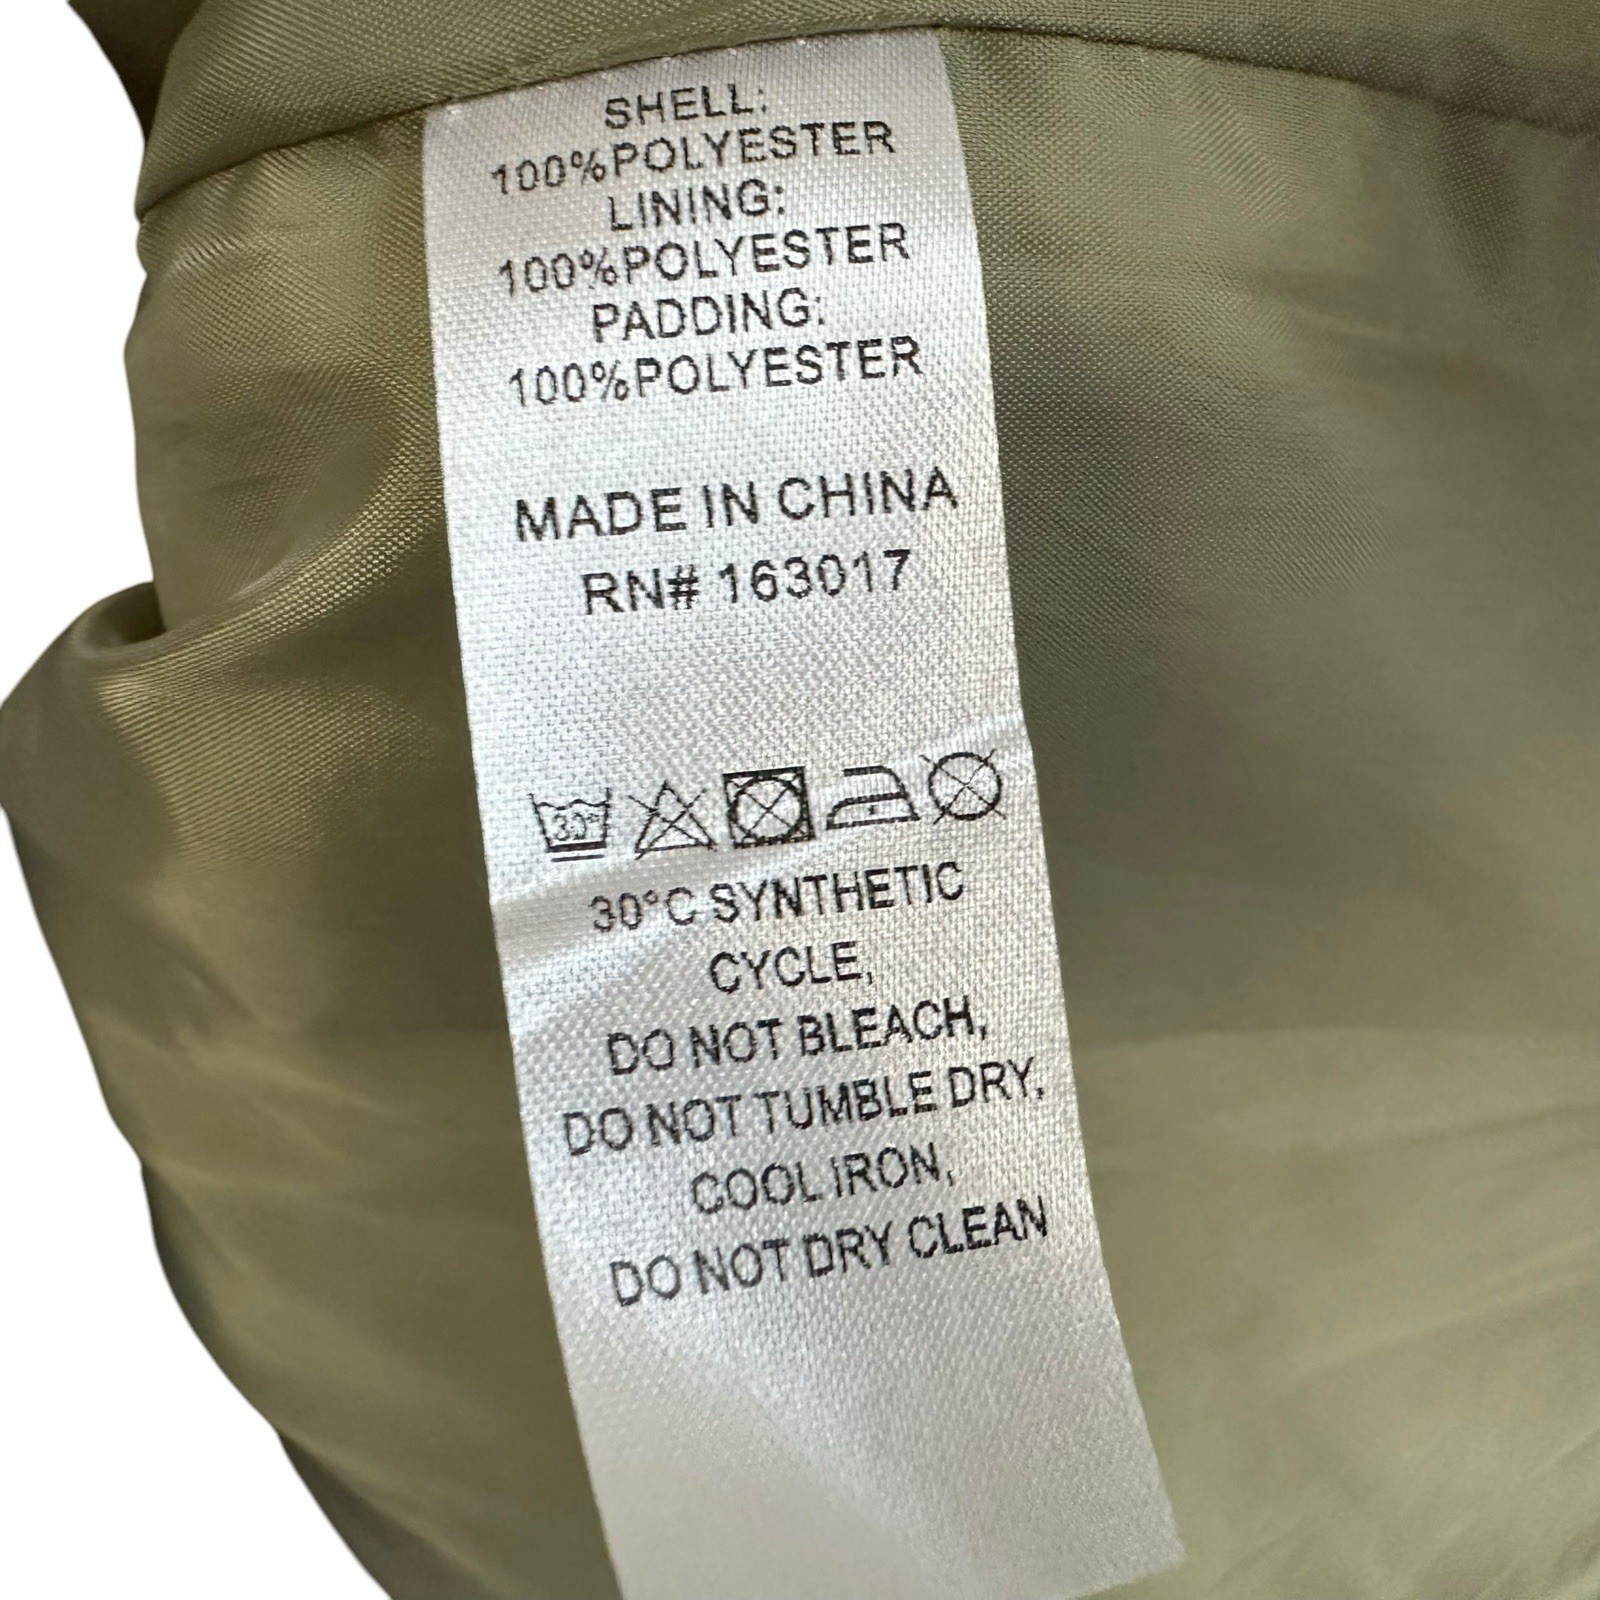 SHELL:
100%POLYESTER
LINING:
100%POLYESTER
PADDING:
100%POLYESTER
MADE IN CHINA
RN# 163017
30°
30°C SYNTHETIC
CYCLE,
DO NOT BLEACH,
DO NOT TUMBLE DRY,
COOL IRON,
DO NOT DRY CLEAN